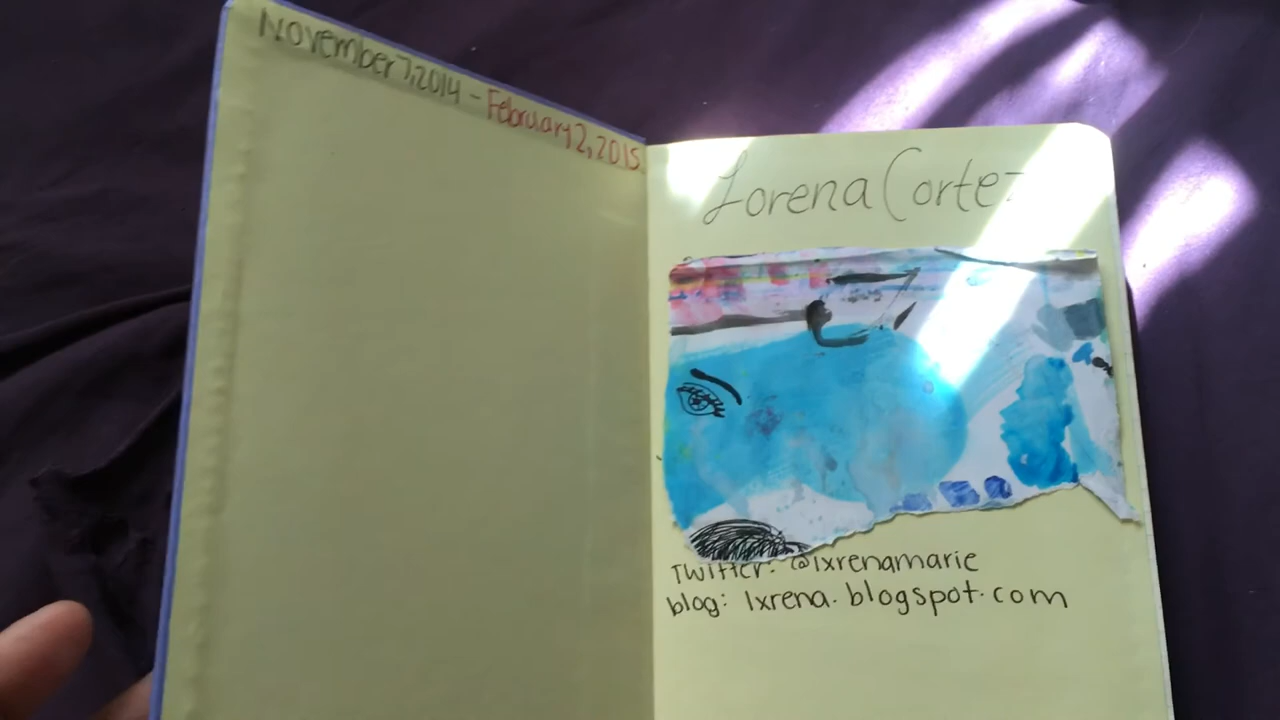 November 7, 2014 - February 2, 2015
Lorena Cortez
Twitter: @lxrenamarie
blog: lxrena.blogspot.com